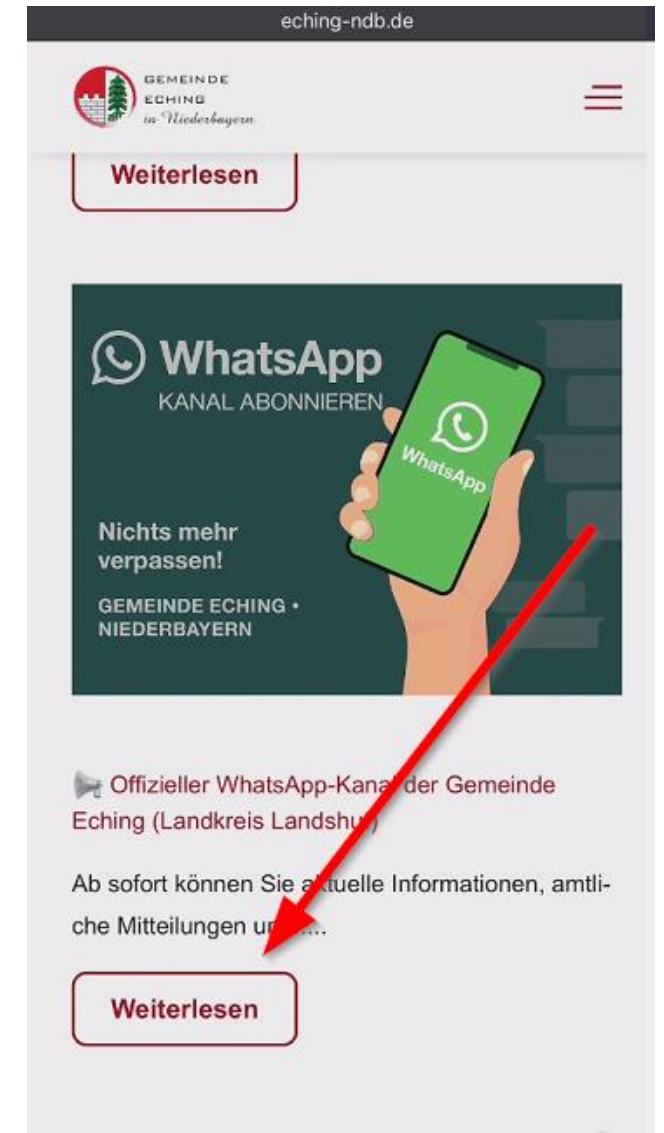 eching-ndb.de
GEMEINDE
ECHING
in Niederbayern
Weiterlesen
WhatsApp
KANAL ABONNIEREN
WhatsApp
Nichts mehr
verpassen!
GEMEINDE ECHING •
NIEDERBAYERN
Offizieller WhatsApp-Kanal der Gemeinde
Eching (Landkreis Landshut)
Ab sofort können Sie aktuelle Informationen, amtli-
che Mitteilungen
Weiterlesen